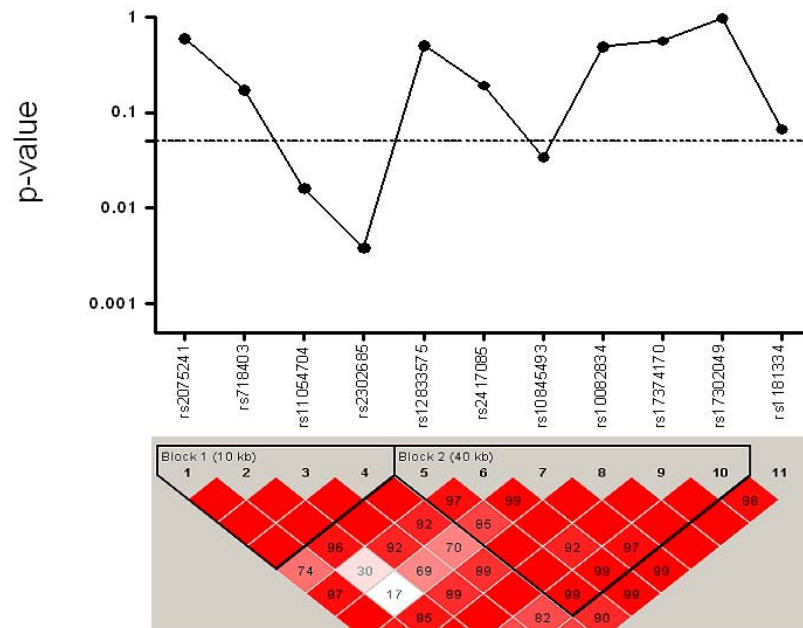 p-value
1
0.1
0.01
0.001
rs2075241
rs718403
rs11054704
rs2302685
rs12833575
rs2417085
rs10845493
rs10082834
rs17374170
rs17302049
rs1181334
Block 1 (10 kb)
Block 2 (40 kb)
1 2 3 4 5 6 7 8 9 10 11
97 99 98
92 85
96 92 70 92 97
74 30 69 89 99 99
97 17 89 99 99
95 82 90